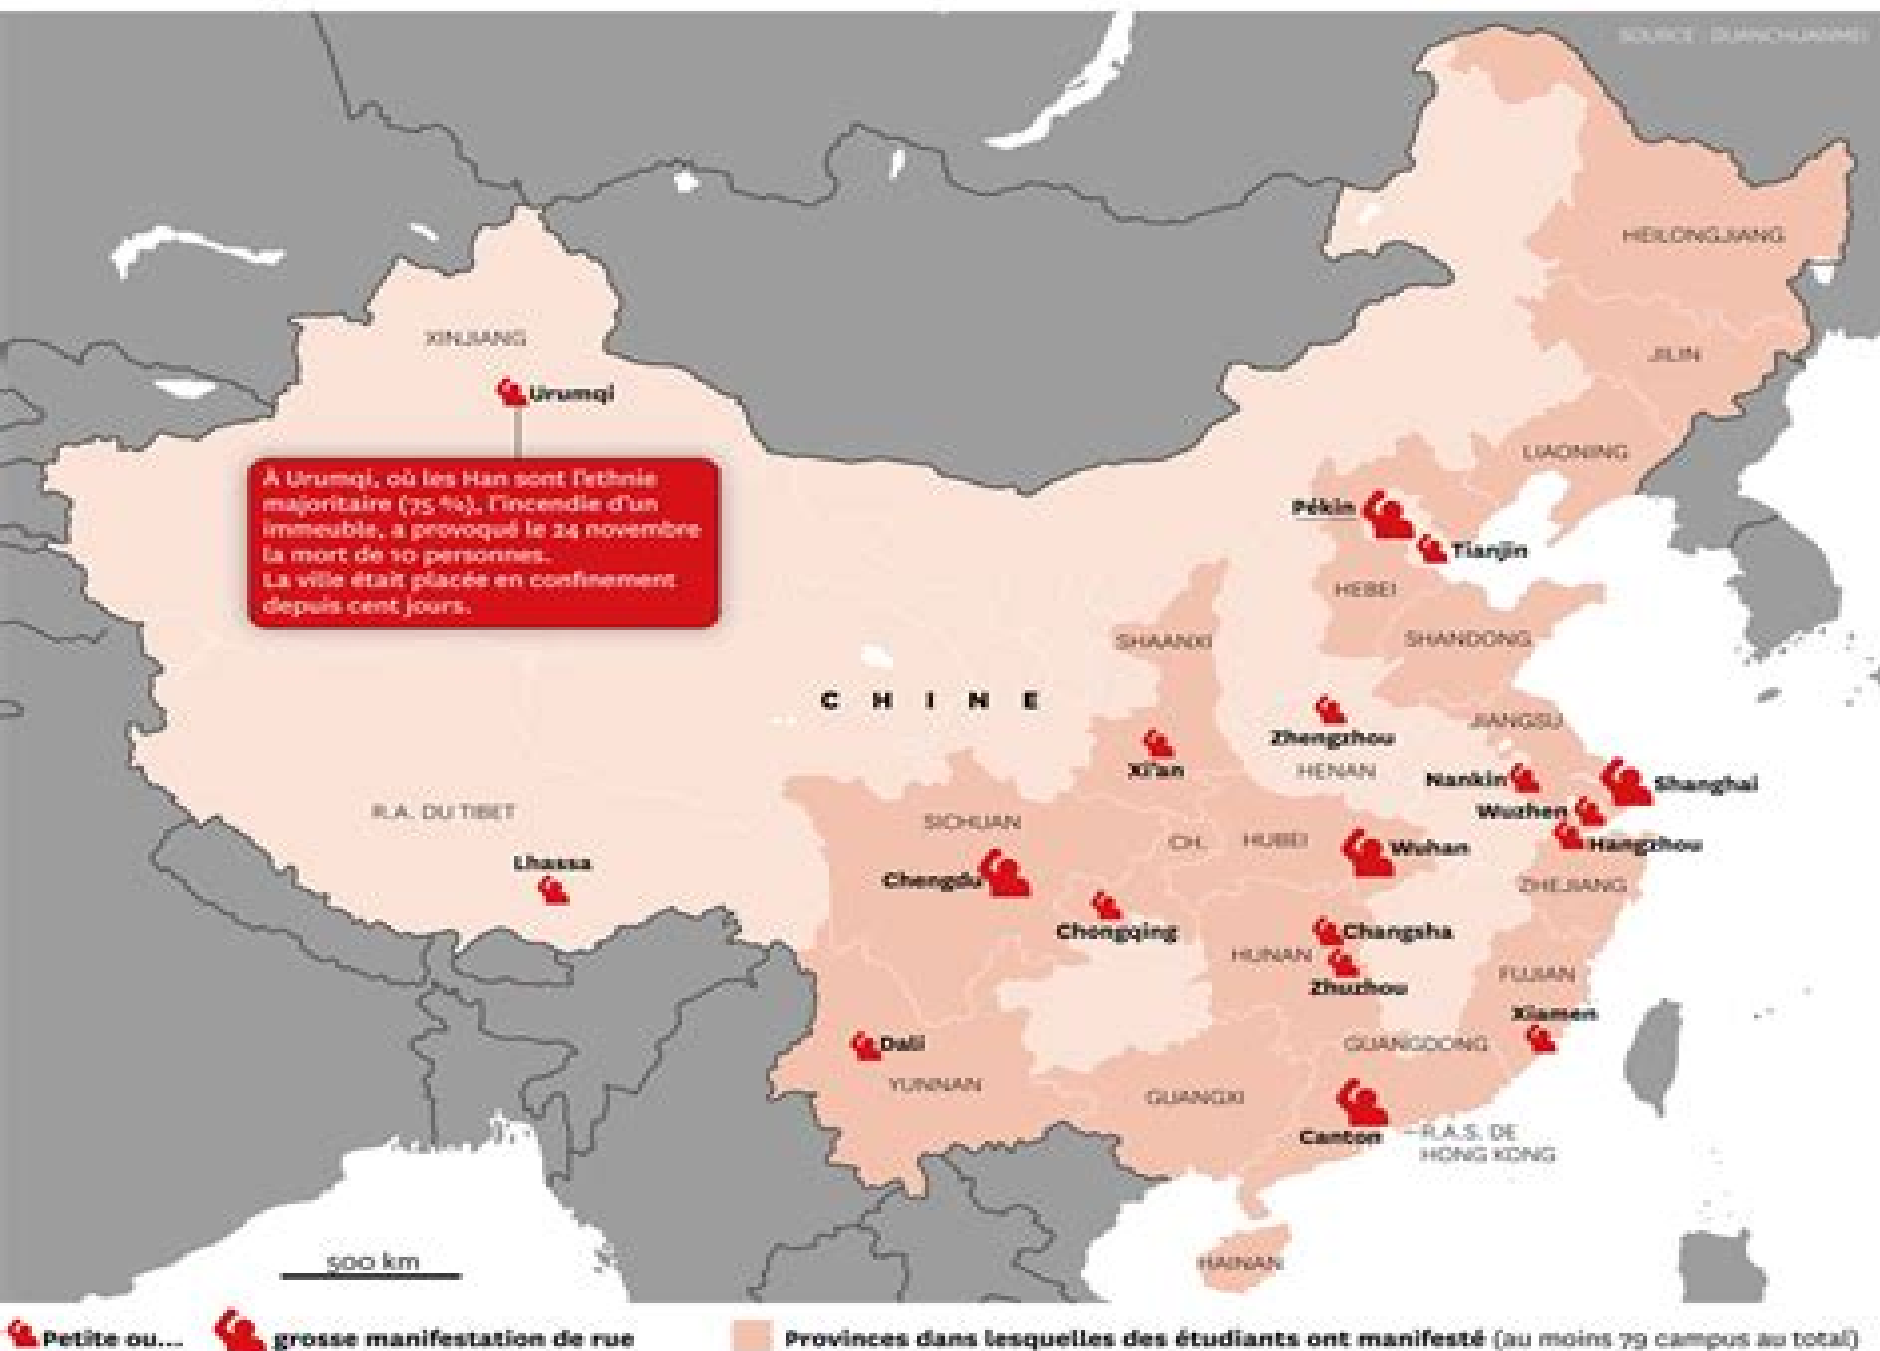 SOURCE : DUANCHUANMEI
HEILONGJIANG
XINJIANG
JILIN
Urumqi
LIAONING
À Urumqi, où les Han sont l'ethnie
majoritaire (75 %), l'incendie d'un
immeuble, a provoqué le 24 novembre
la mort de 10 personnes.
La ville était placée en confinement
depuis cent jours.
Pékin
Tianjin
HEBEI
SHAANXI
SHANDONG
CHINE
JIANGSU
Zhengzhou
Xi'an
HENAN
Nankin
Shanghai
Wuzhen
R.A. DU TIBET
SICHUAN
CH.
HUBEI
Wuhan
Hangzhou
Lhassa
Chengdu
ZHEJIANG
Chongqing
Changsha
HUNAN
FUJIAN
Zhuzhou
Xiamen
Dali
GUANGDONG
YUNNAN
GUANGXI
Canton
R.A.S. DE
HONG KONG
500 km
HAINAN
Petite ou...
grosse manifestation de rue
Provinces dans lesquelles des étudiants ont manifesté (au moins 79 campus au total)